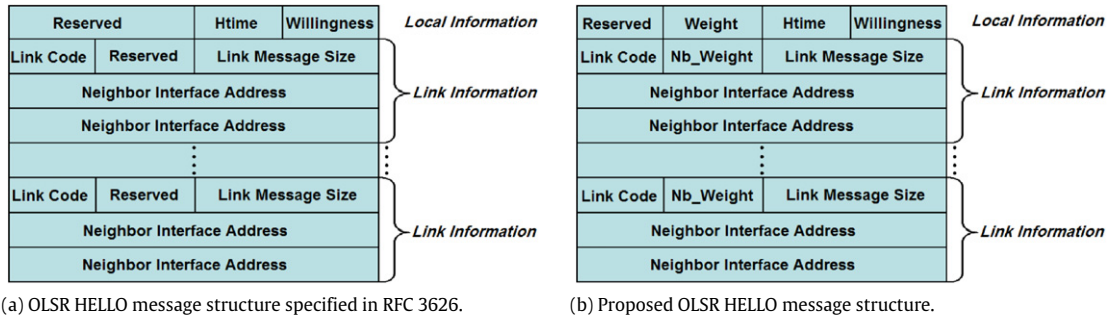 Reserved Htime Willingness Local Information
Link Code Reserved Link Message Size
Neighbor Interface Address Link Information
Neighbor Interface Address
Link Code Reserved Link Message Size
Neighbor Interface Address Link Information
Neighbor Interface Address
(a) OLSR HELLO message structure specified in RFC 3626.
Reserved Weight Htime Willingness Local Information
Link Code Nb_Weight Link Message Size
Neighbor Interface Address Link Information
Neighbor Interface Address
Link Code Nb_Weight Link Message Size
Neighbor Interface Address Link Information
Neighbor Interface Address
(b) Proposed OLSR HELLO message structure.